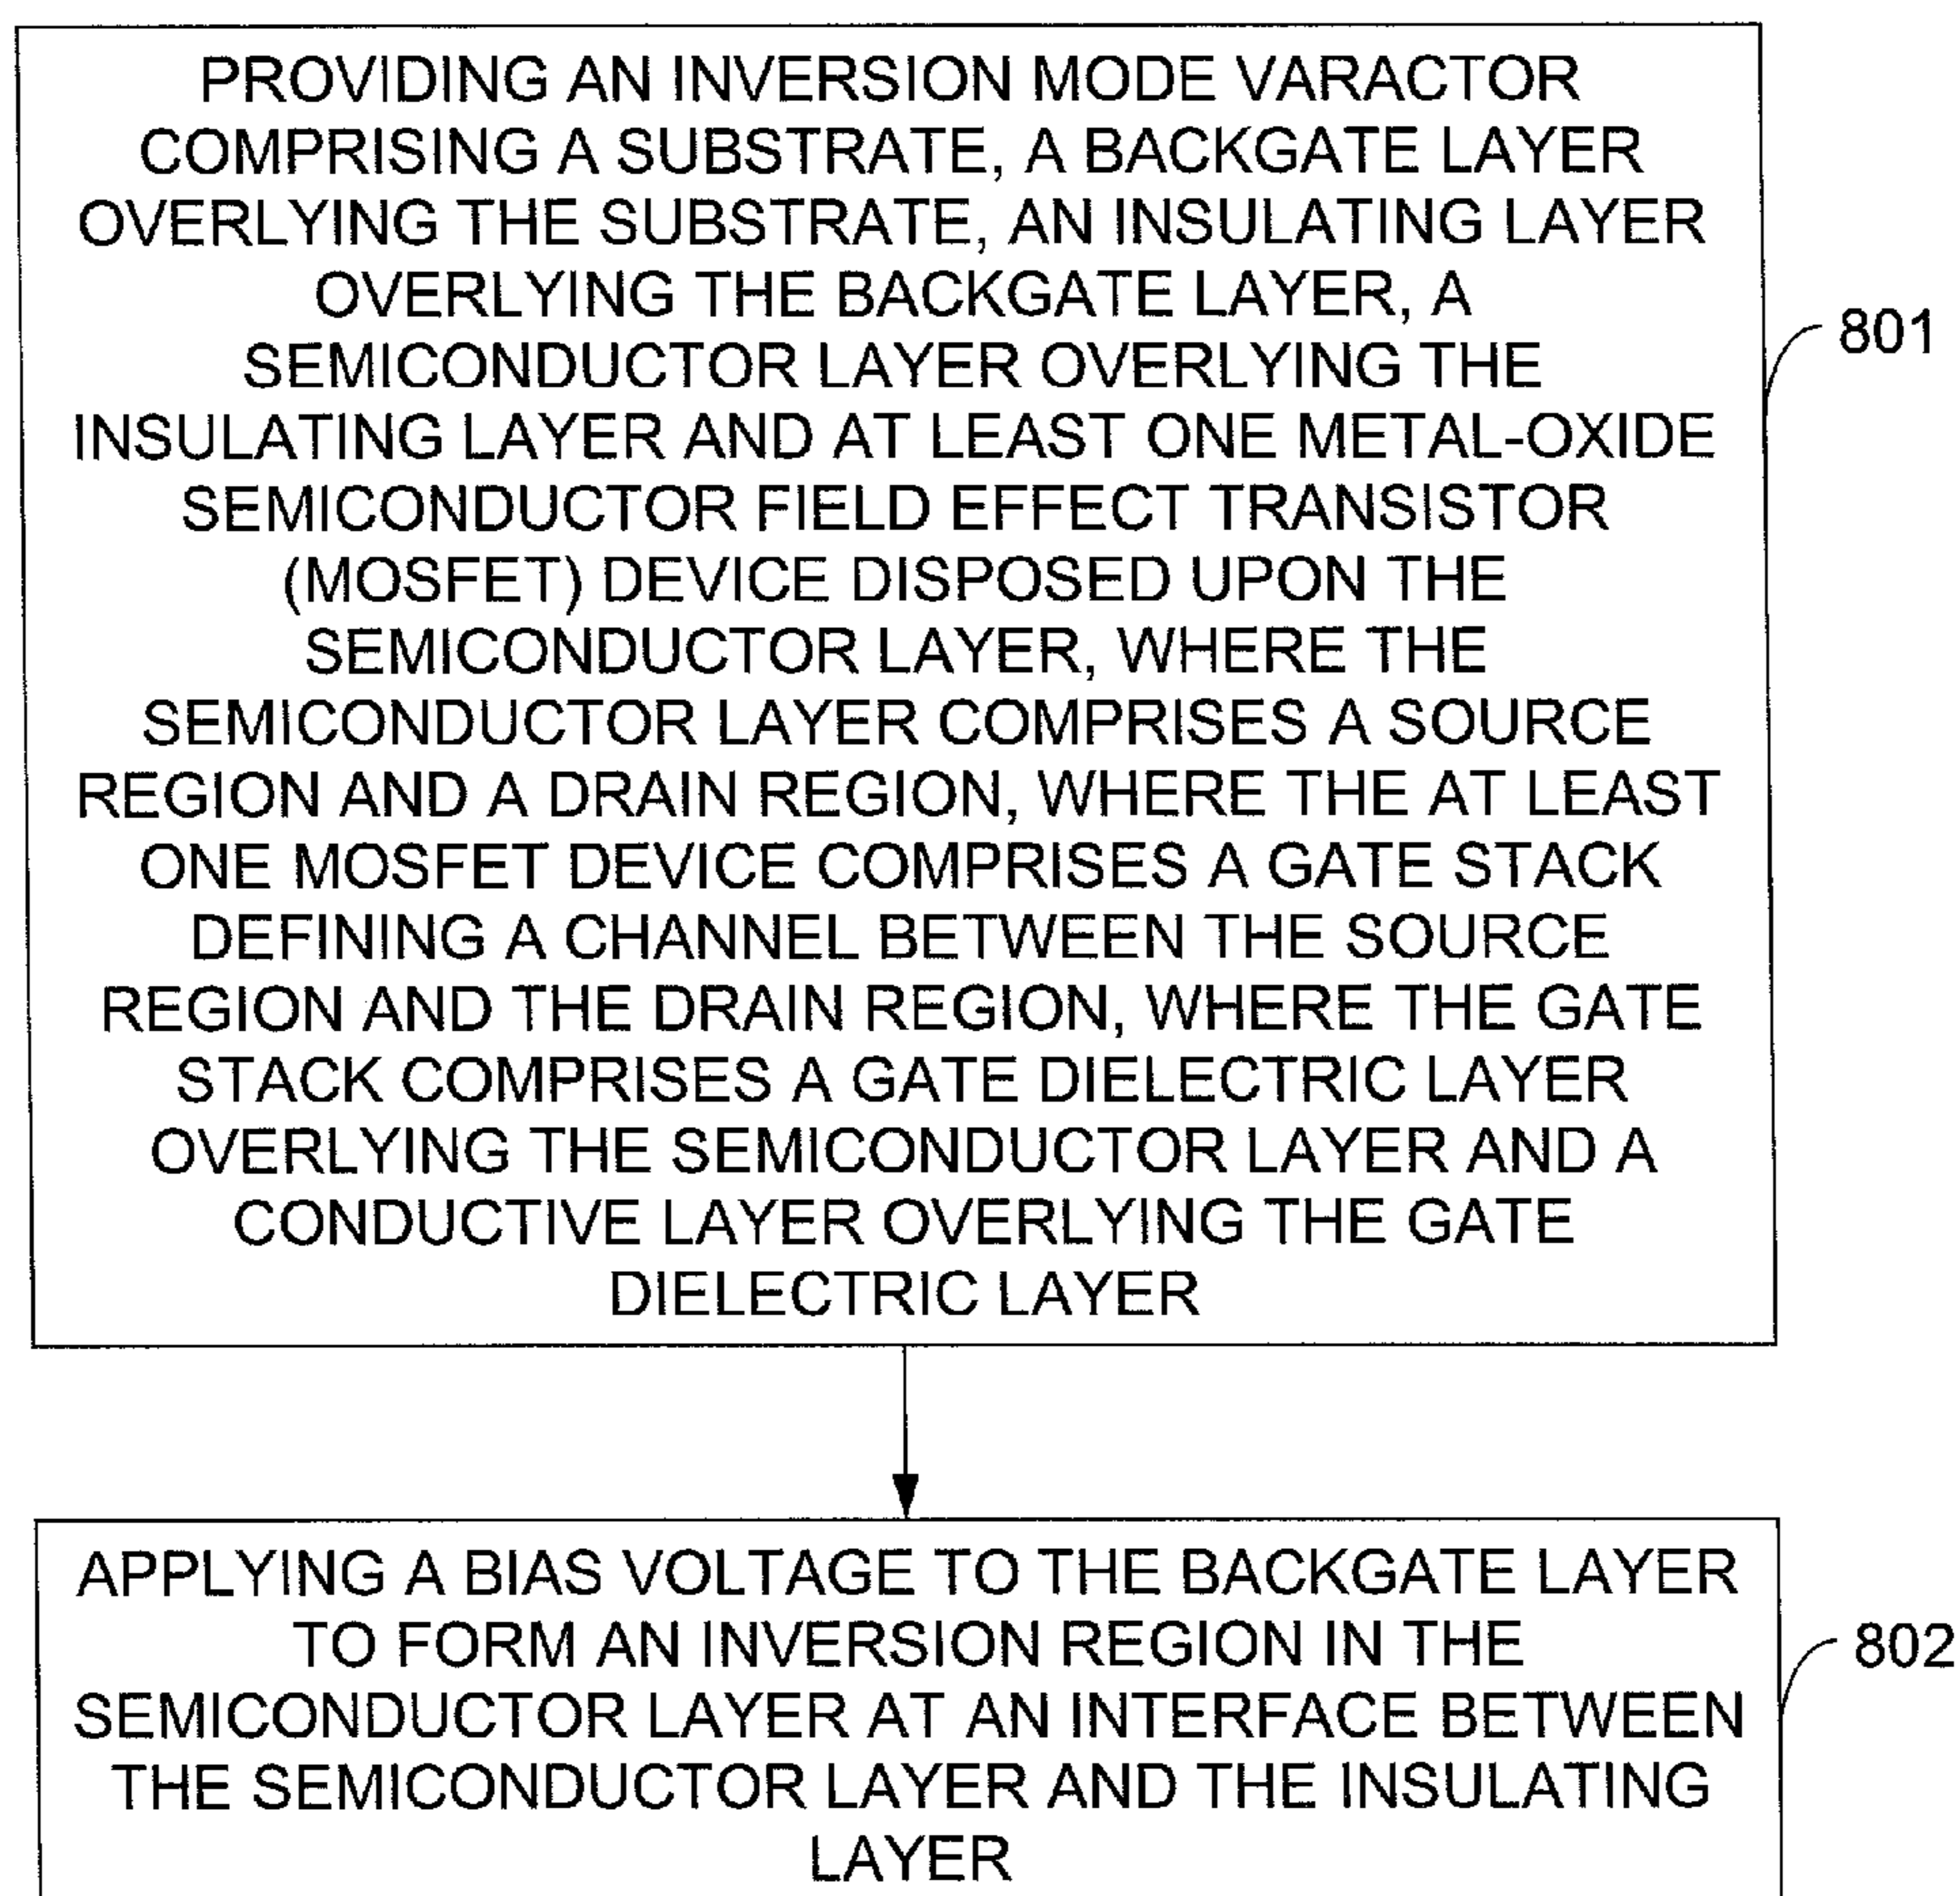 PROVIDING AN INVERSION MODE VARACTOR
COMPRISING A SUBSTRATE, A BACKGATE LAYER
OVERLYING THE SUBSTRATE, AN INSULATING LAYER
OVERLYING THE BACKGATE LAYER, A
SEMICONDUCTOR LAYER OVERLYING THE
INSULATING LAYER AND AT LEAST ONE METAL-OXIDE
SEMICONDUCTOR FIELD EFFECT TRANSISTOR
(MOSFET) DEVICE DISPOSED UPON THE
SEMICONDUCTOR LAYER, WHERE THE
SEMICONDUCTOR LAYER COMPRISES A SOURCE
REGION AND A DRAIN REGION, WHERE THE AT LEAST
ONE MOSFET DEVICE COMPRISES A GATE STACK
DEFINING A CHANNEL BETWEEN THE SOURCE
REGION AND THE DRAIN REGION, WHERE THE GATE
STACK COMPRISES A GATE DIELECTRIC LAYER
OVERLYING THE SEMICONDUCTOR LAYER AND A
CONDUCTIVE LAYER OVERLYING THE GATE
DIELECTRIC LAYER
801
APPLYING A BIAS VOLTAGE TO THE BACKGATE LAYER
TO FORM AN INVERSION REGION IN THE
SEMICONDUCTOR LAYER AT AN INTERFACE BETWEEN
THE SEMICONDUCTOR LAYER AND THE INSULATING
LAYER
802